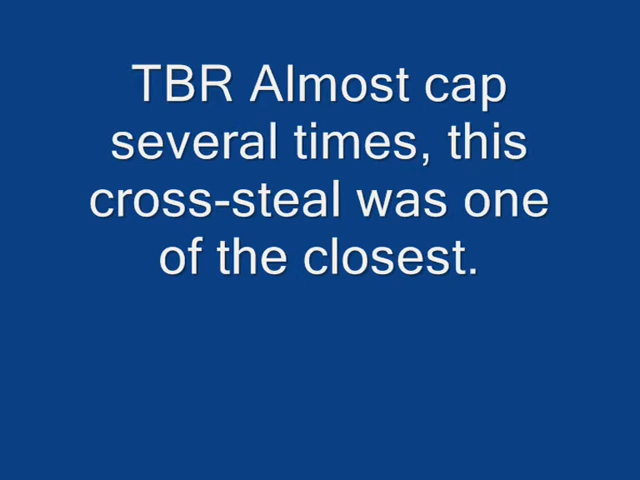 TBR Almost cap
several times, this
cross-steal was one
of the closest.